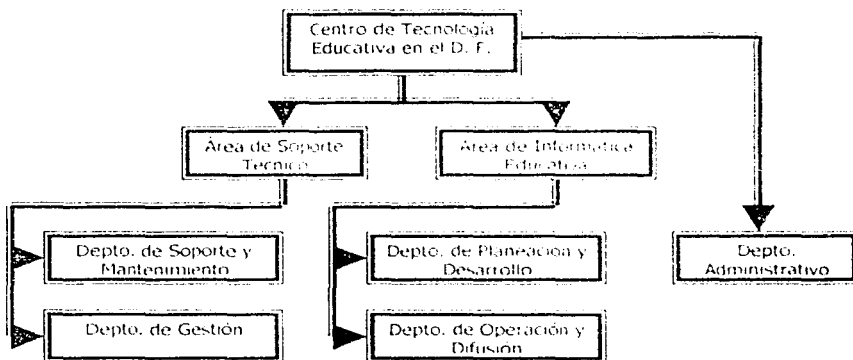 Centro de Tecnología
Educativa en el D. F.
Área de Soporte
Técnico
Área de Informática
Educativa
Depto. de Soporte y
Mantenimiento
Depto. de Planeación y
Desarrollo
Depto.
Administrativo
Depto. de Gestión
Depto. de Operación y
Difusión